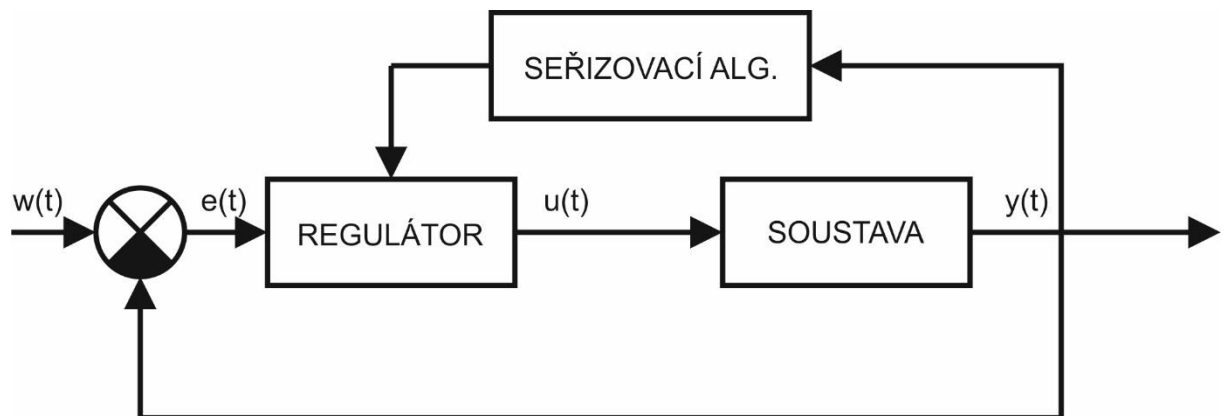 SEŘIZOVACÍ ALG.
w(t)
e(t)
REGULÁTOR
u(t)
SOUSTAVA
y(t)